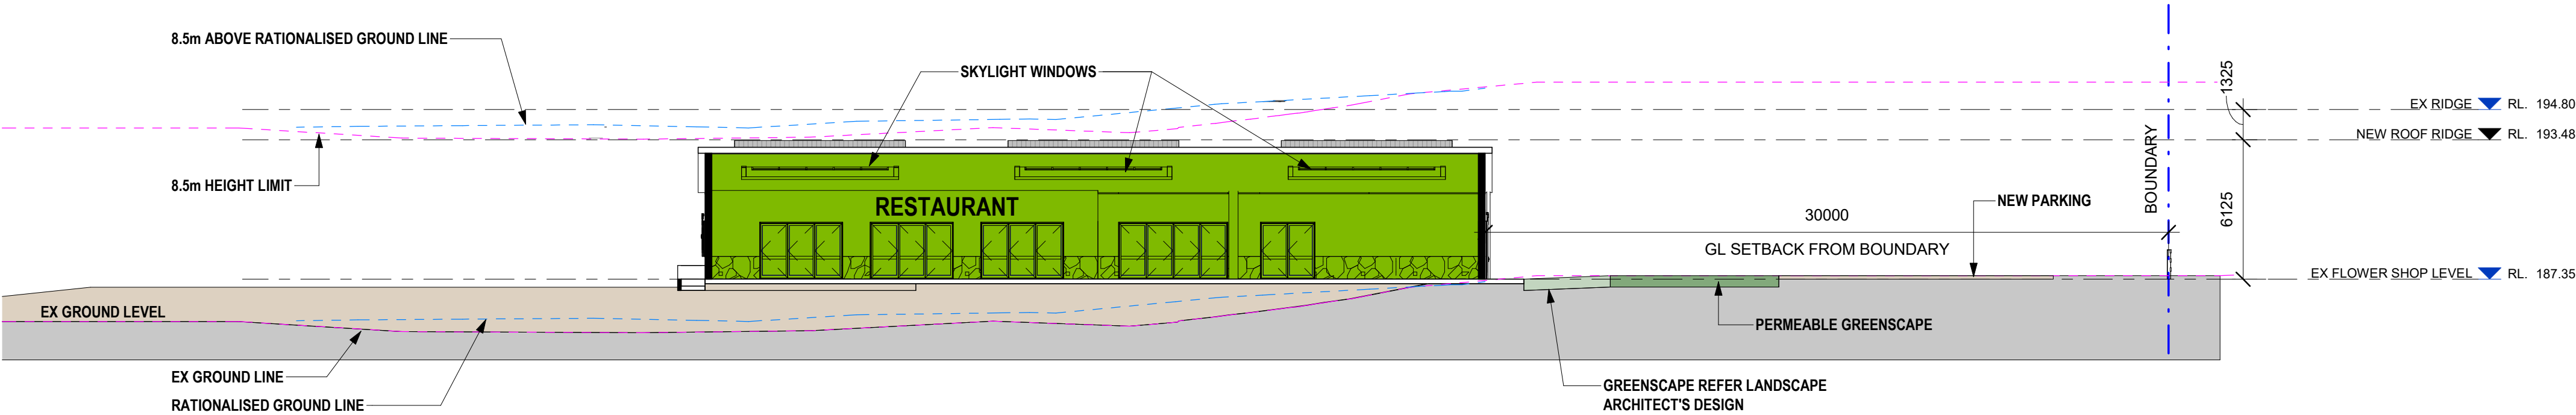 8.5m ABOVE RATIONALISED GROUND LINE
SKYLIGHT WINDOWS
1325
EX RIDGE RL. 194.80
NEW ROOF RIDGE RL. 193.48
BOUNDARY
8.5m HEIGHT LIMIT
RESTAURANT
NEW PARKING
30000
6125
GL SETBACK FROM BOUNDARY
EX FLOWER SHOP LEVEL RL. 187.35
EX GROUND LEVEL
PERMEABLE GREENSCAPE
EX GROUND LINE
GREENSCAPE REFER LANDSCAPE
ARCHITECT'S DESIGN
RATIONALISED GROUND LINE